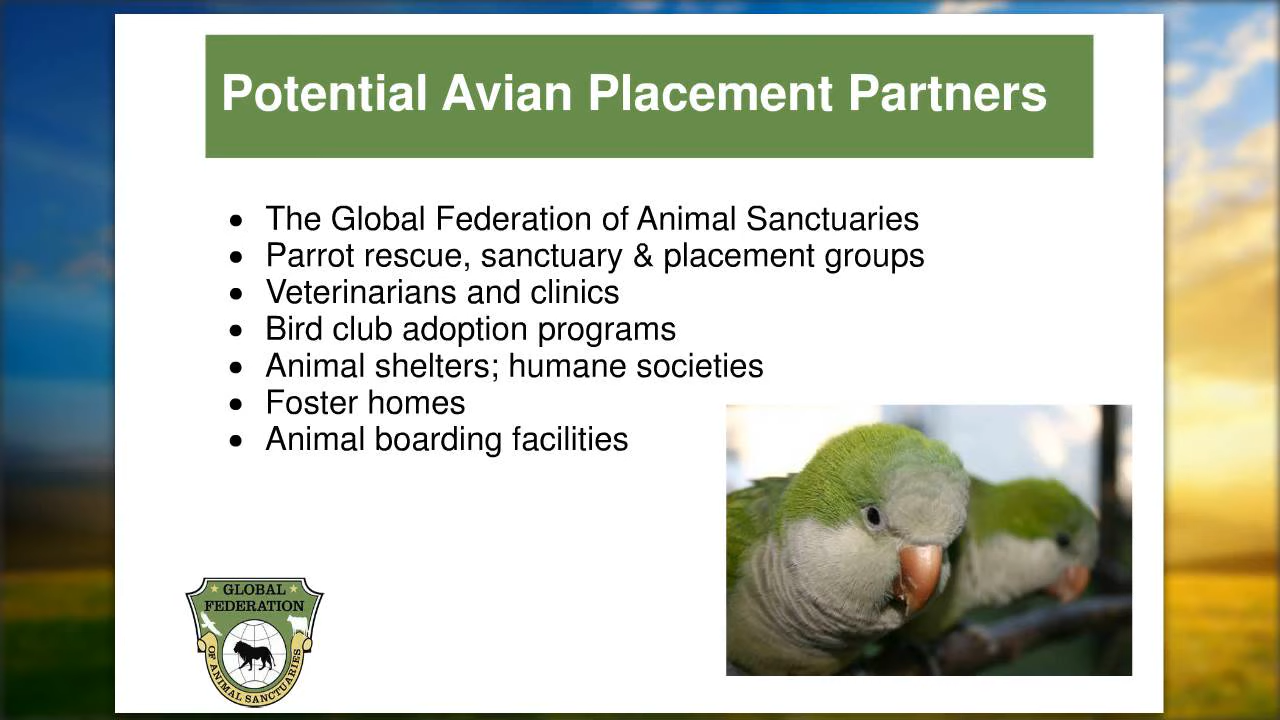 Potential Avian Placement Partners
• The Global Federation of Animal Sanctuaries
• Parrot rescue, sanctuary & placement groups
• Veterinarians and clinics
• Bird club adoption programs
• Animal shelters; humane societies
• Foster homes
• Animal boarding facilities
GLOBAL
FEDERATION
OF ANIMAL SANCTUARIES